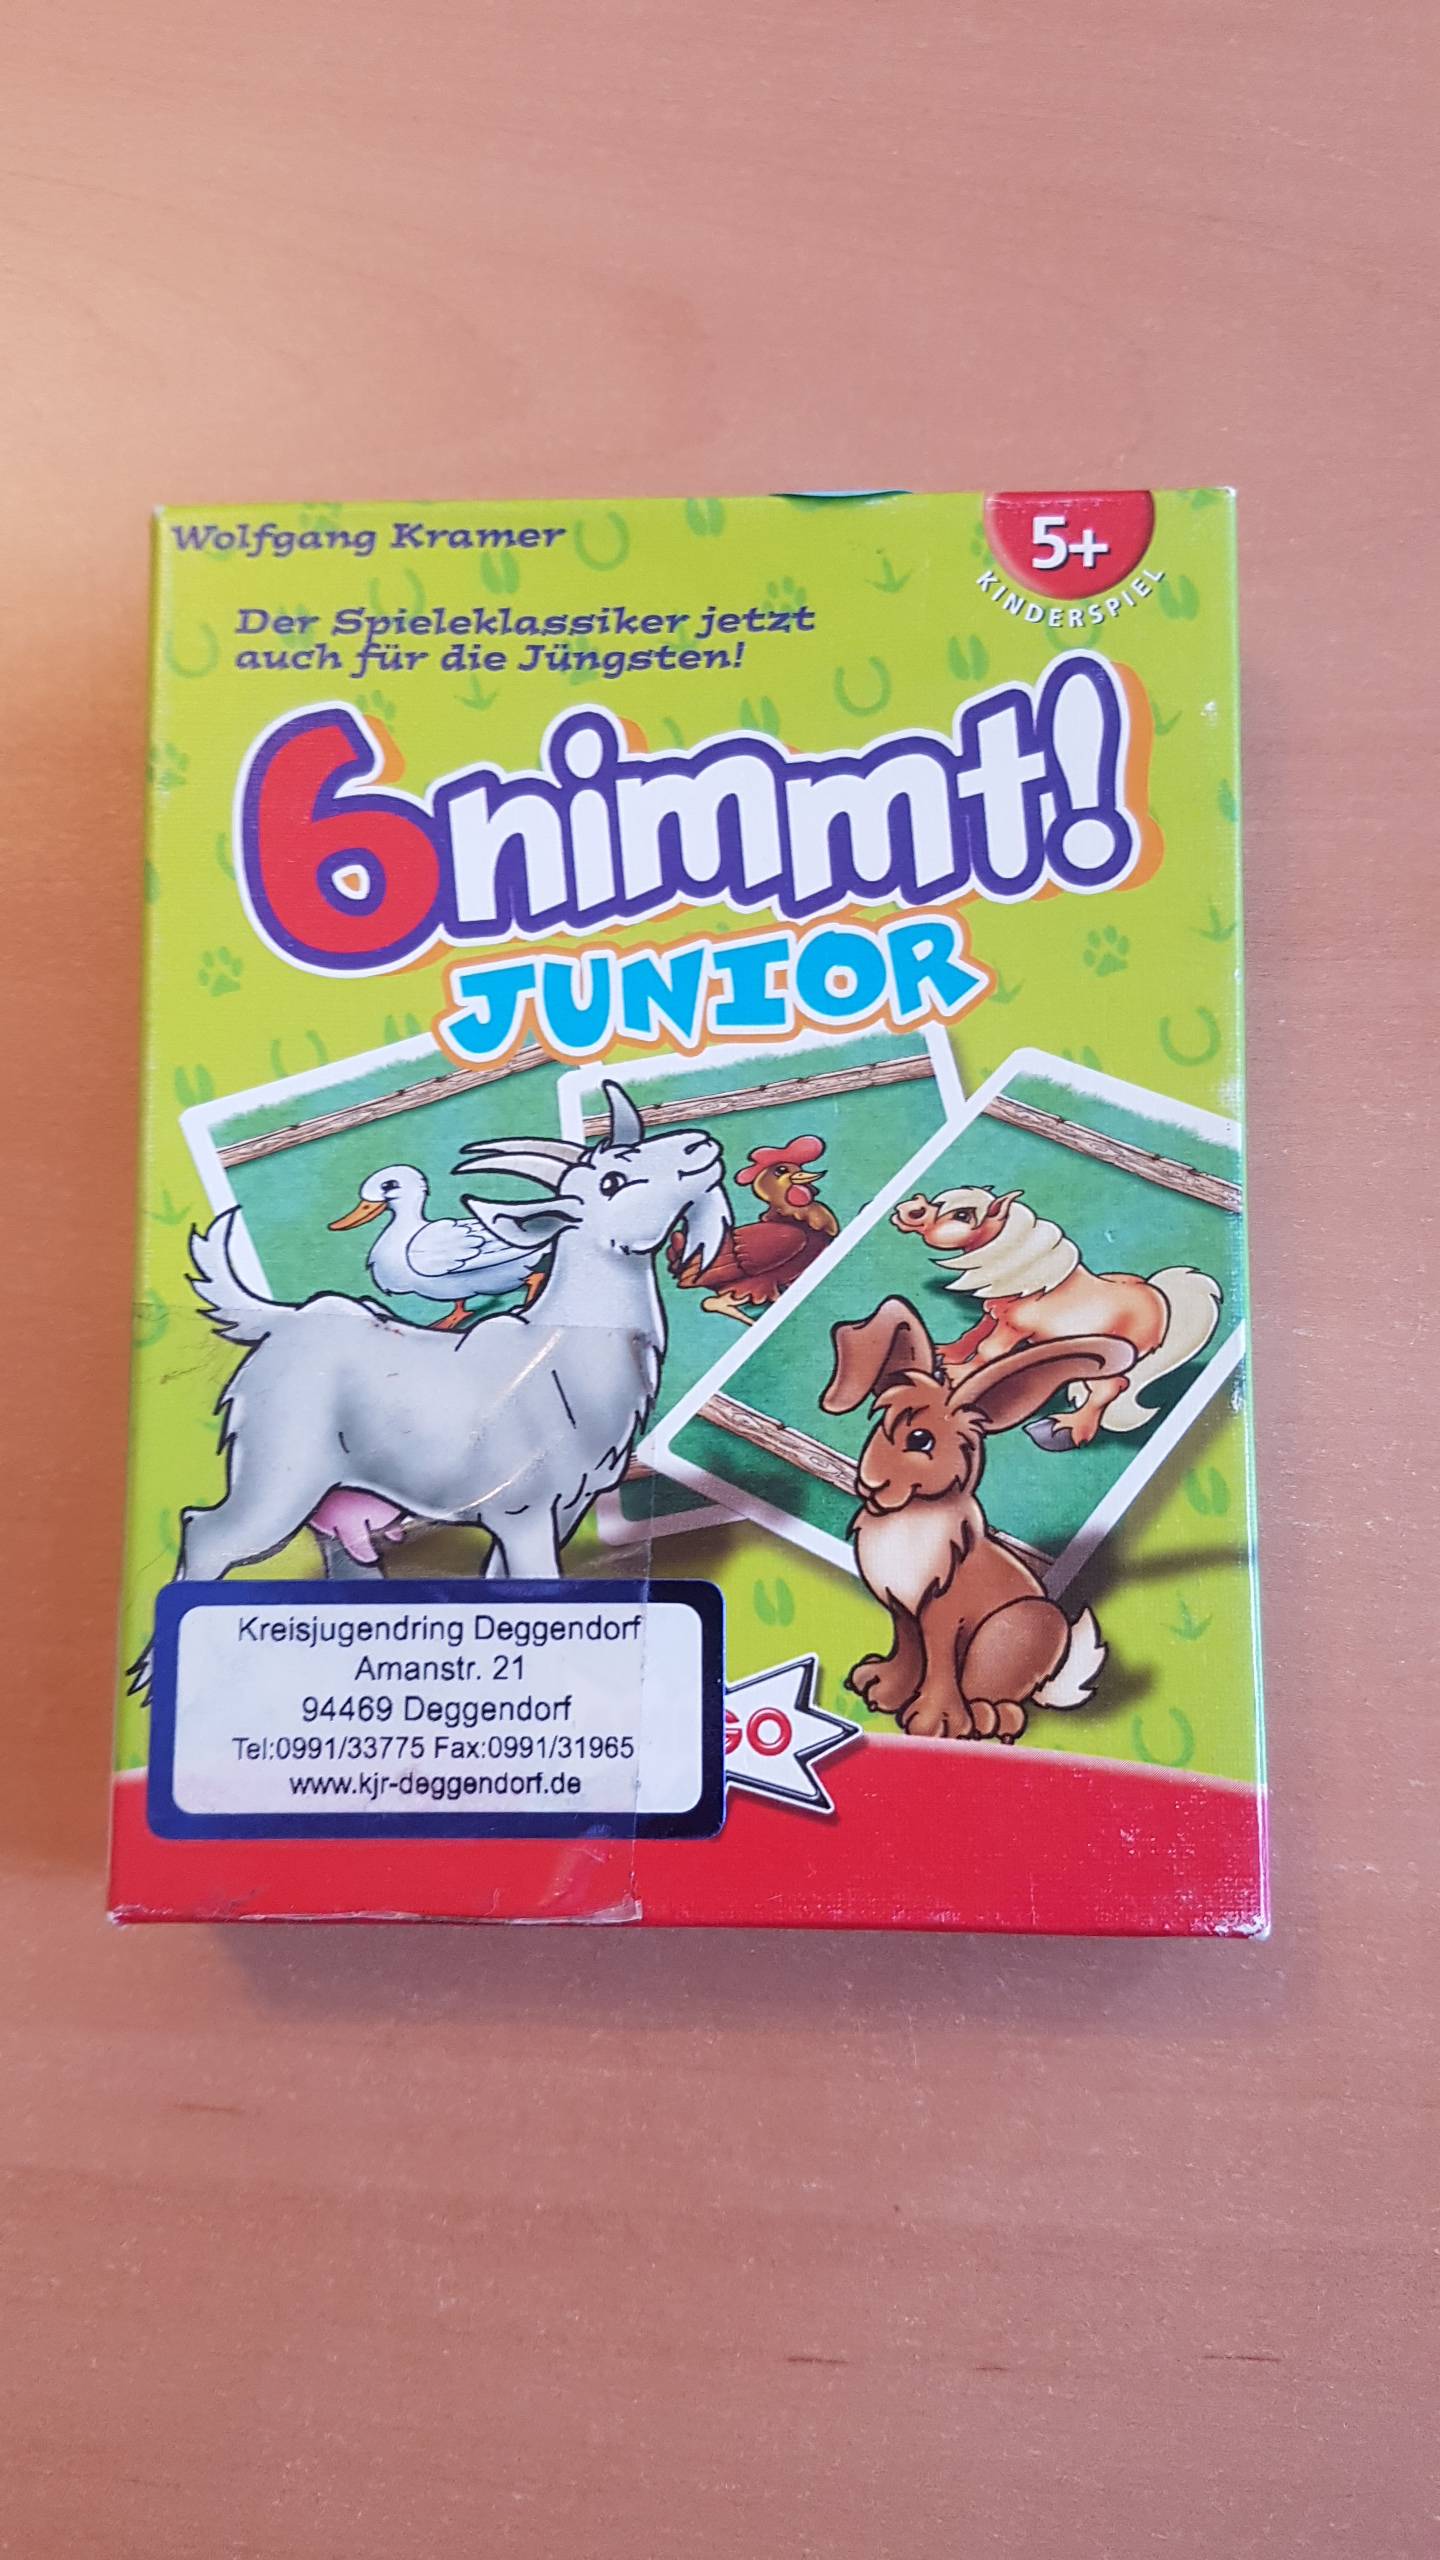 Wolfgang Kramer
5+
KINDERSPIEL
Der Spieleklassiker jetzt
auch für die Jüngsten!
6nimmt!
JUNIOR
Kreisjugendring Deggendorf
Amanstr. 21
94469 Deggendorf
Tel:0991/33775 Fax:0991/31965
www.kjr-deggendorf.de